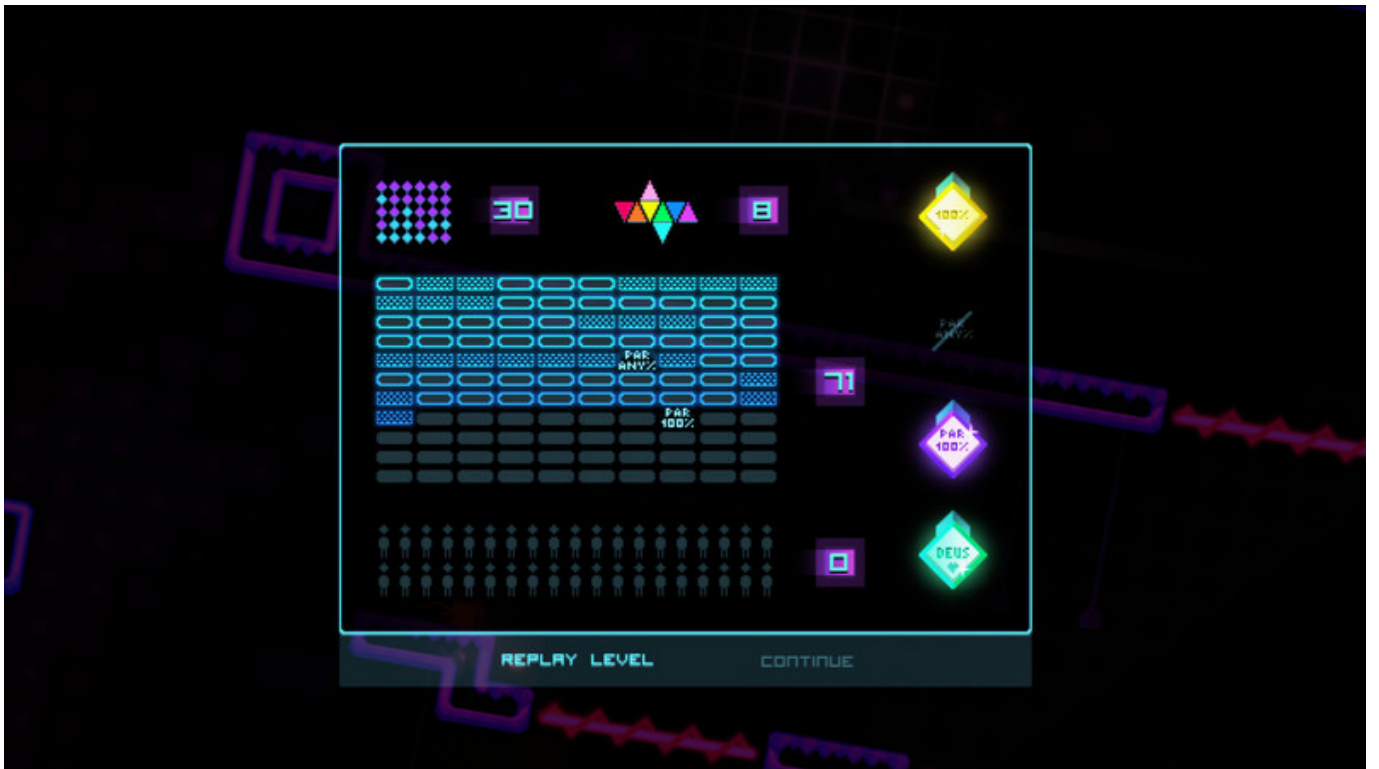 30
8
100%
PAR
ANY%
PAR
ANY%
71
PAR
100%
PAR
100%
0
DEUS
REPLAY LEVEL
CONTINUE